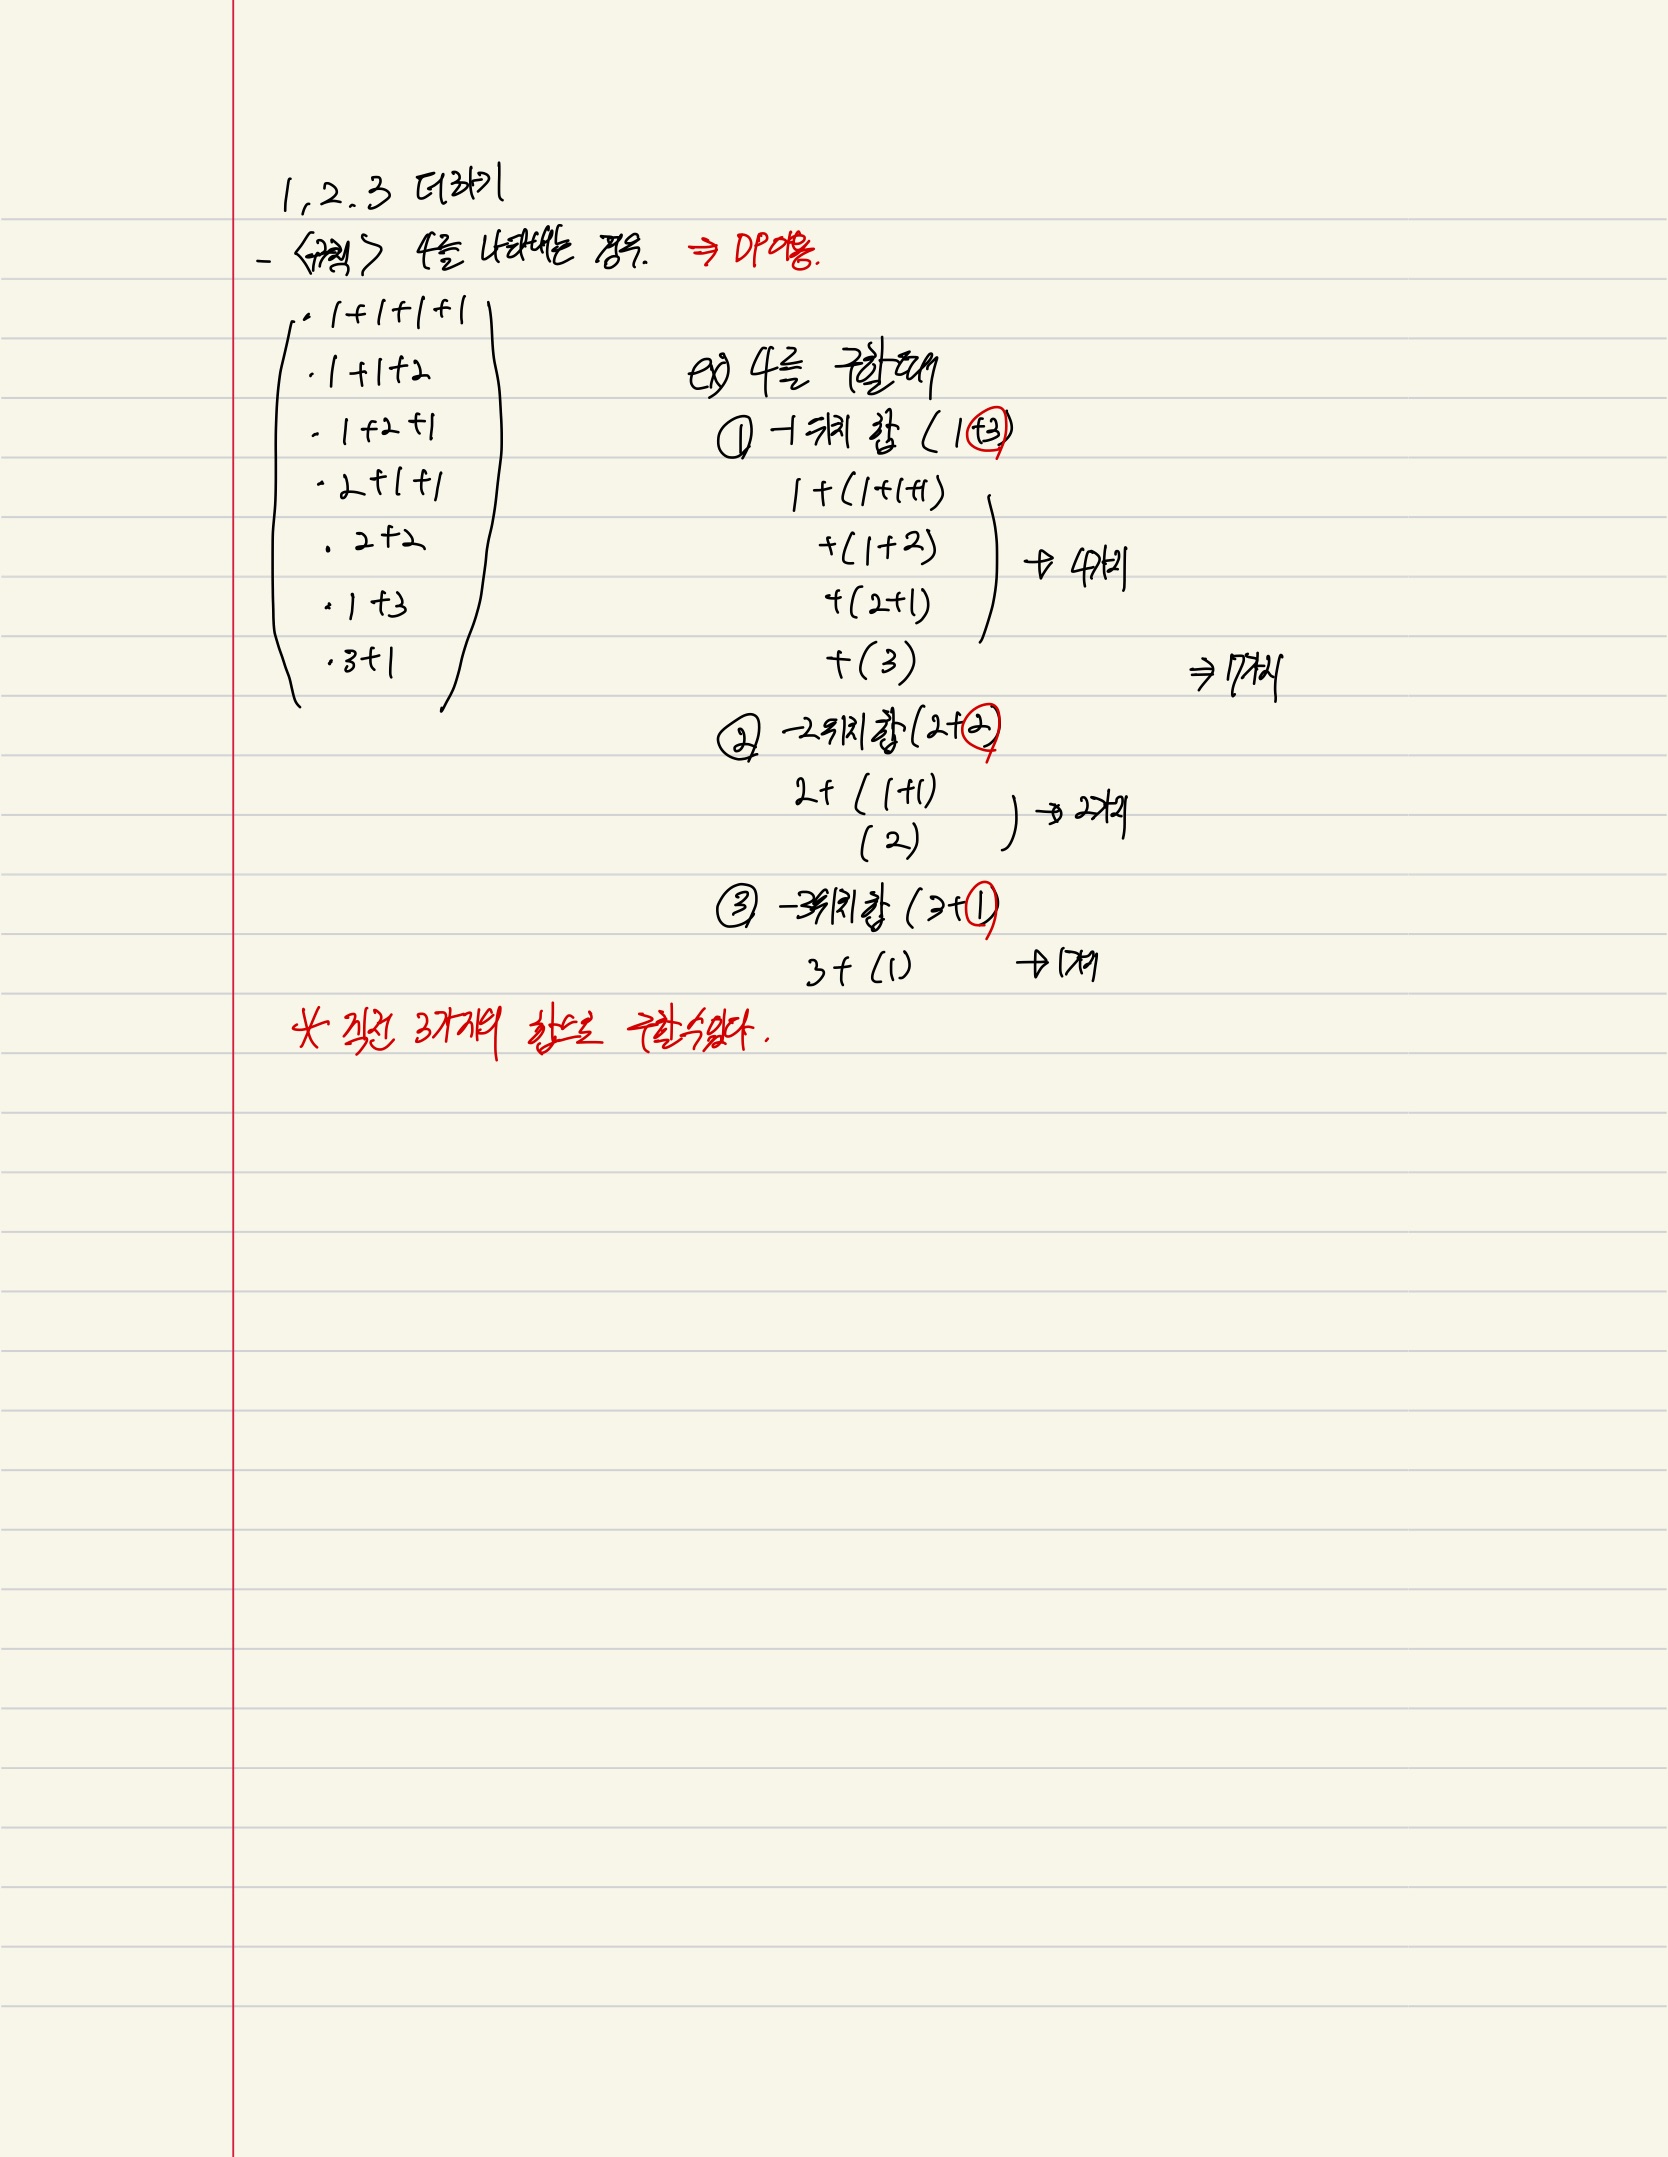 1, 2. 3 더하기
- <규칙> 4를 나타내는 경우. ⇒ DP이용.
· 1+1+1+1
· 1+1+2
· 1+2+1
· 2+1+1
· 2+2
· 1+3
· 3+1
ex) 4를 구할때
① -1 위치 합 (1+3)
1+(1+1+1)
+(1+2)
+(2+1)
+(3)
→ 4가지
② -2위치 합 (2+2)
2+ (1+1)
(2)
→ 2가지
③ -3위치 합 (3+1)
3+ (1) → 1가지
⇒ 7가지
* 직전 3가지의 합으로 구할수있다.